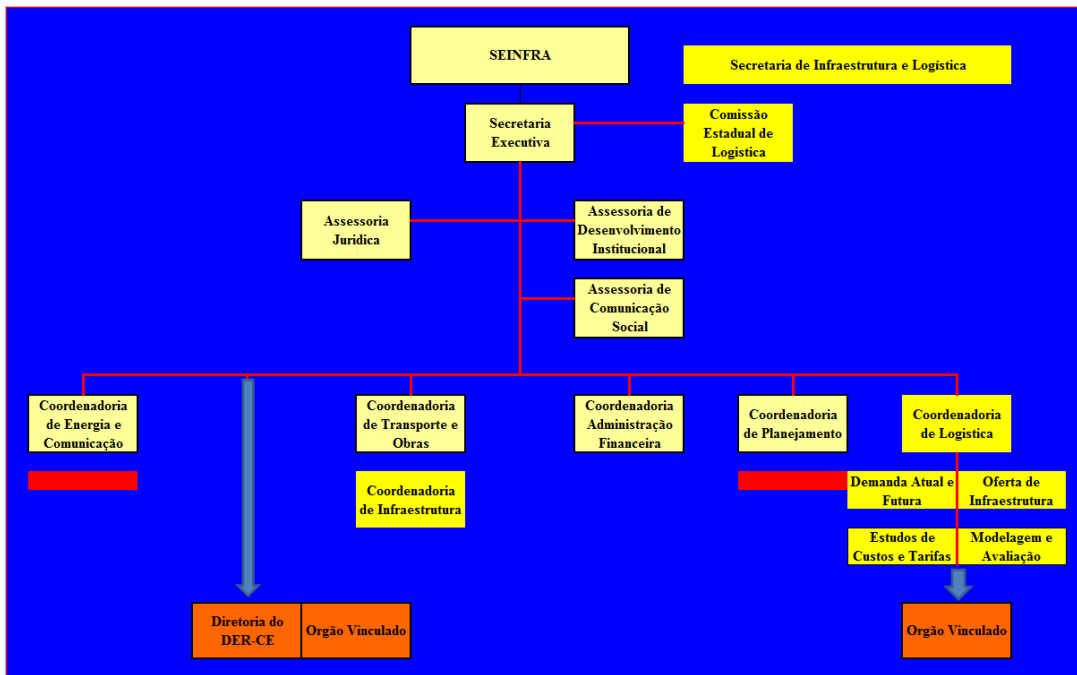 SEINFRA
Secretaria de Infraestrutura e Logística
Secretaria
Executiva
Comissão
Estadual de
Logistica
Assessoria
Juridica
Assessoria de
Desenvolvimento
Institucional
Assessoria de
Comunicação
Social
Coordenadoria
de Energia e
Comunicação
Coordenadoria
de Transporte e
Obras
Coordenadoria
Administração
Financeira
Coordenadoria
de Planejamento
Coordenadoria
de Logistica
Coordenadoria
de Infraestrutura
Demanda Atual e
Futura
Oferta de
Infraestrutura
Estudos de
Custos e Tarifas
Modelagem e
Avaliação
Diretoria do
DER-CE
Orgão Vinculado
Orgão Vinculado